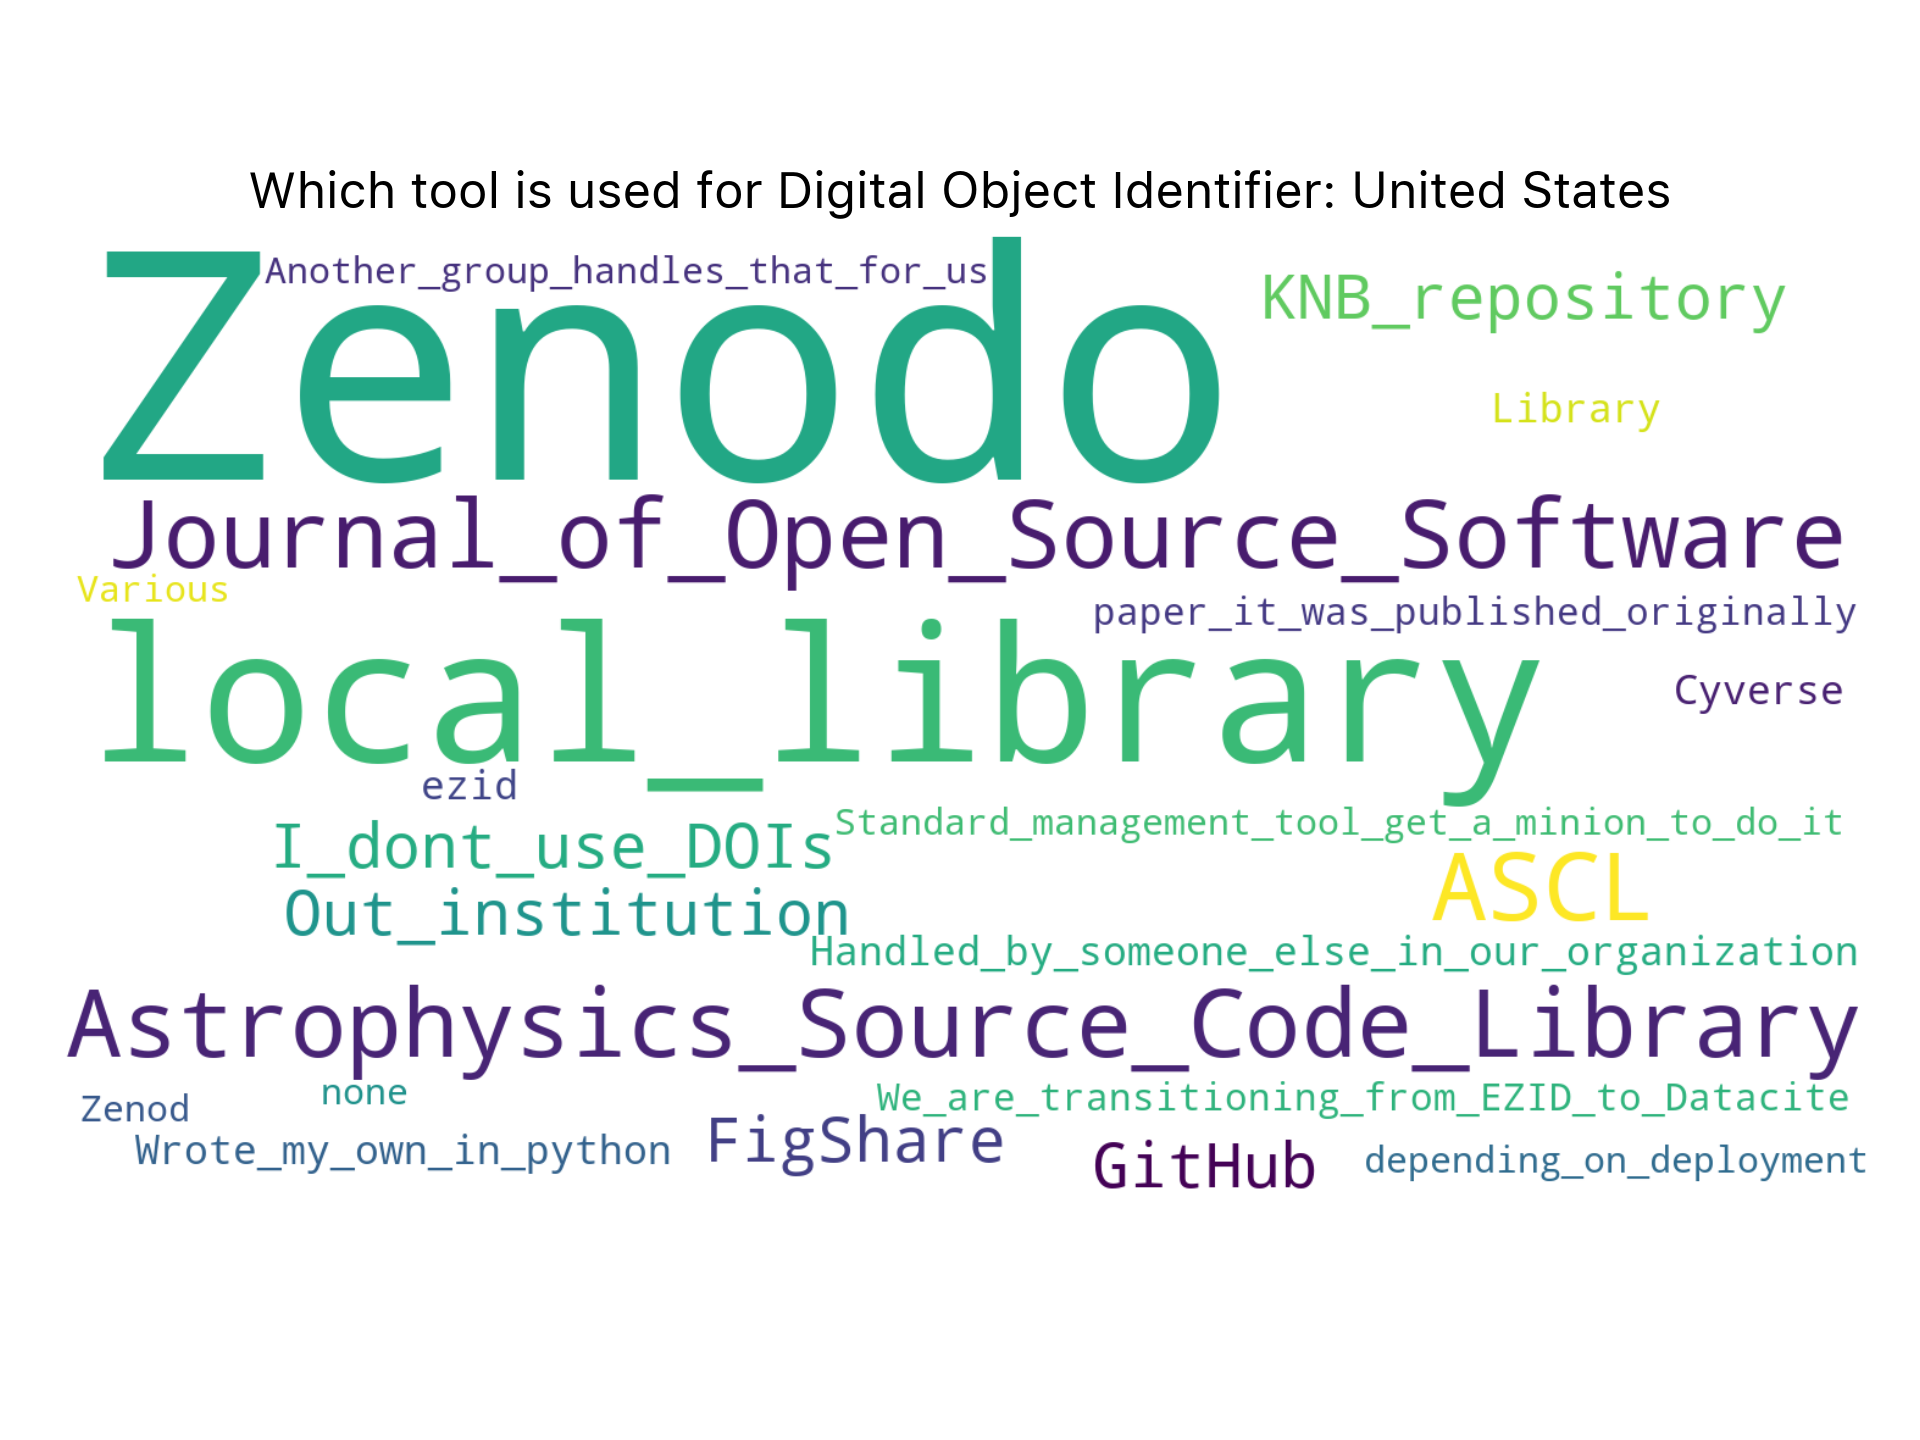 Which tool is used for Digital Object Identifier: United States
Another_group_handles_that_for_us
Zenodo
KNB_repository
Library
Journal_of_Open_Source_Software
Various
paper_it_was_published_originally
local_library
Cyverse
ezid
Standard_management_tool_get_a_minion_to_do_it
I_dont_use_DOIs
ASCL
Out_institution
Handled_by_someone_else_in_our_organization
Astrophysics_Source_Code_Library
Zenod
none
We_are_transitioning_from_EZID_to_Datacite
Wrote_my_own_in_python
FigShare
GitHub
depending_on_deployment